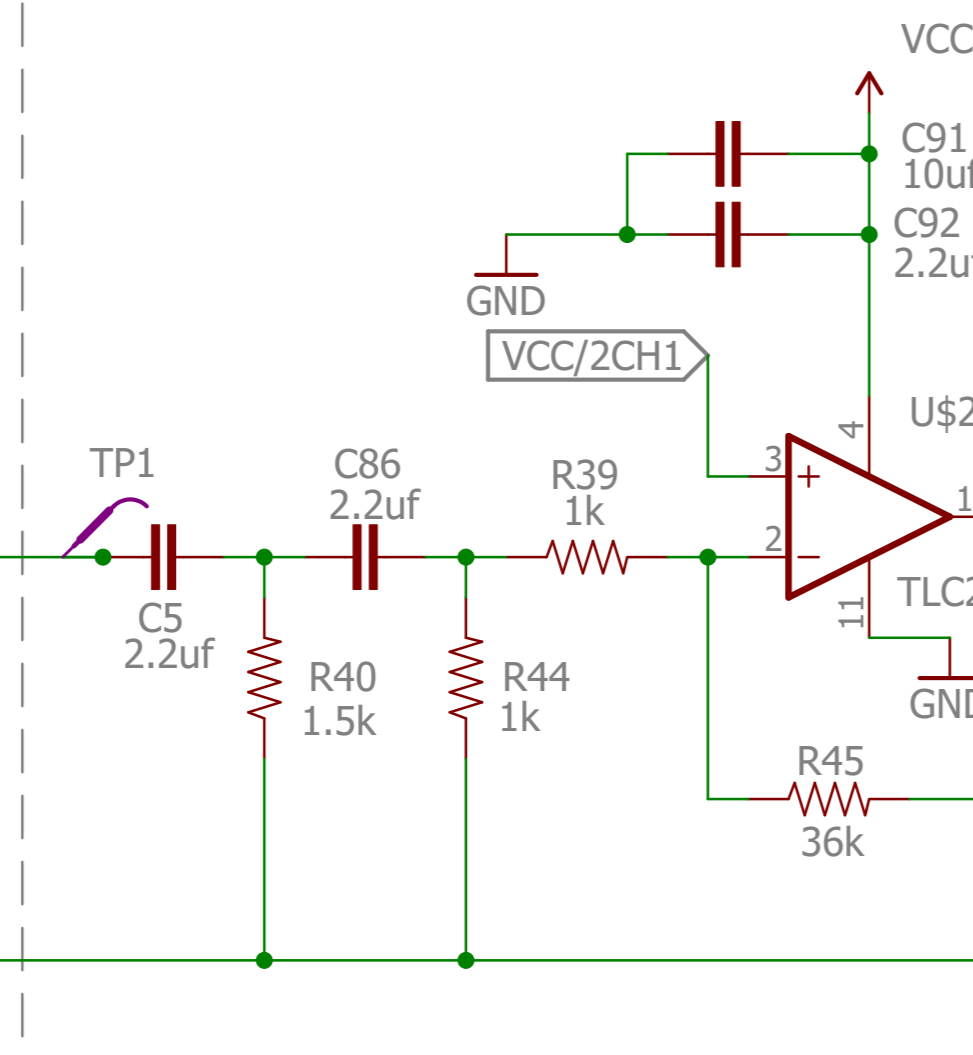 VCC
C91
10uf
C92
2.2uf
GND
VCC/2CH1
U$2
4
3
1
2
TP1
C86
2.2uf
R39
1k
C5
2.2uf
11
TLC2
R40
1.5k
R44
1k
GND
R45
36k